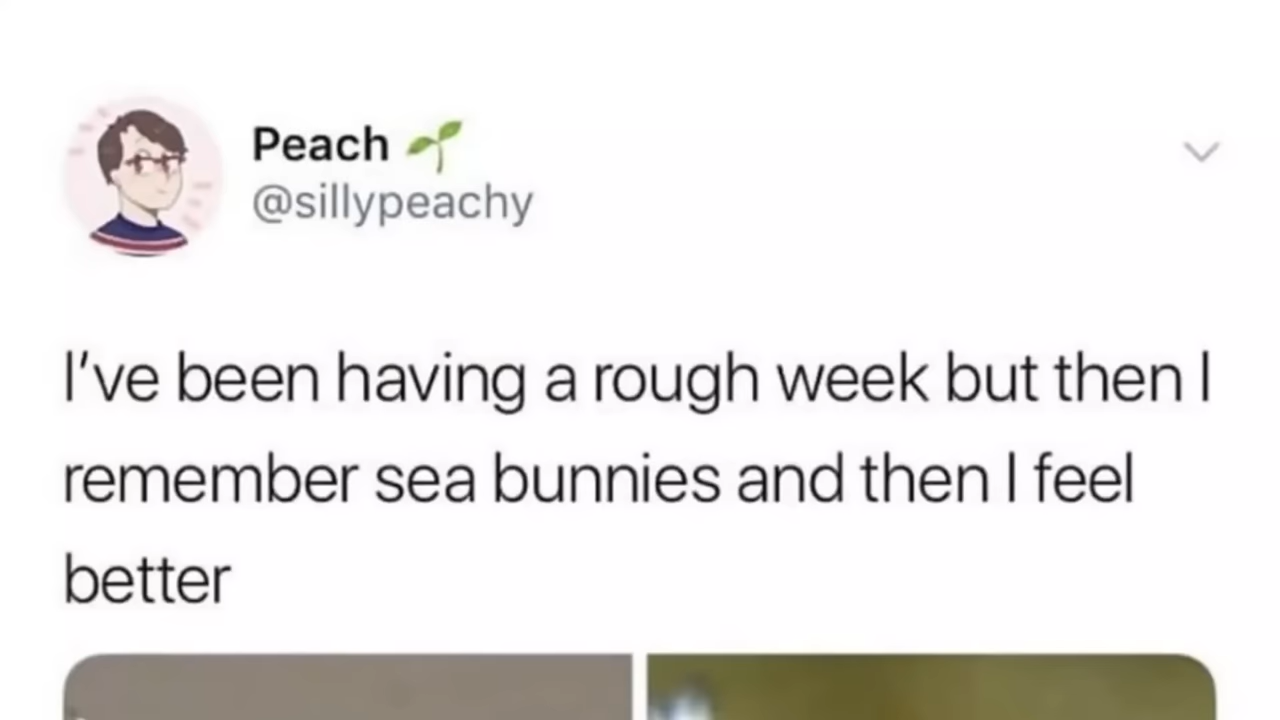 Peach 🌱
@sillypeachy
I've been having a rough week but then I
remember sea bunnies and then I feel
better